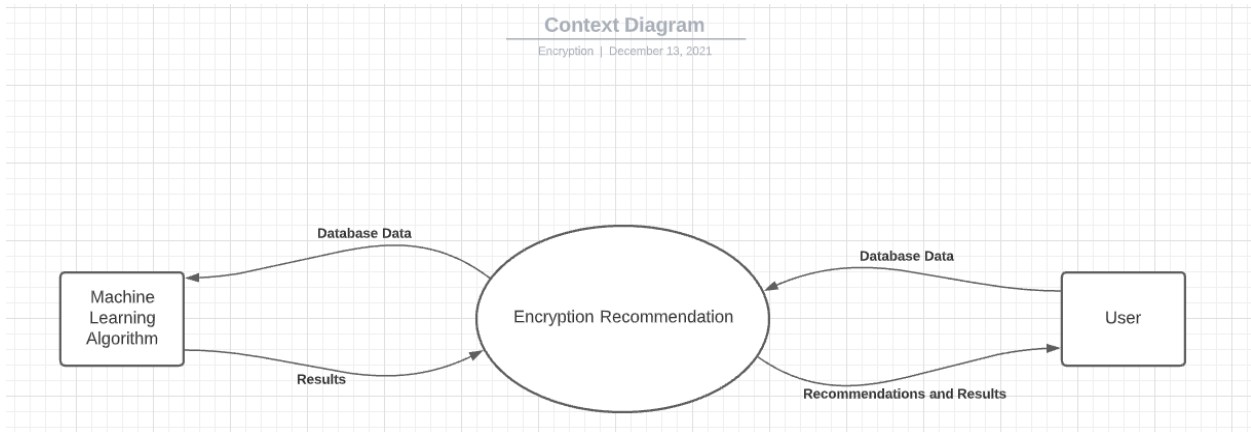 Context Diagram
Encryption | December 13, 2021
Database Data
Machine
Learning
Algorithm
Results
Encryption Recommendation
Database Data
User
Recommendations and Results